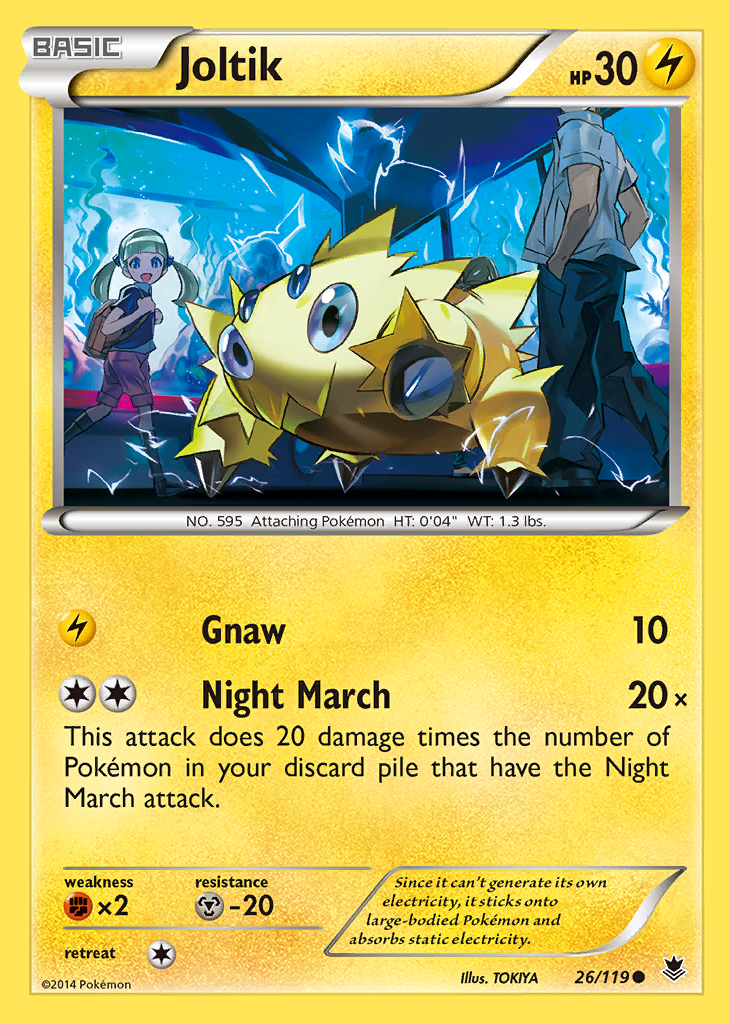 BASIC
Joltik
HP 30
NO. 595 Attaching Pokémon HT: 0'04" WT: 1.3 lbs.
Gnaw 10
Night March 20×
This attack does 20 damage times the number of
Pokémon in your discard pile that have the Night
March attack.
weakness
×2
resistance
-20
retreat
Since it can't generate its own
electricity, it sticks onto
large-bodied Pokémon and
absorbs static electricity.
©2014 Pokémon
Illus. TOKIYA
26/119